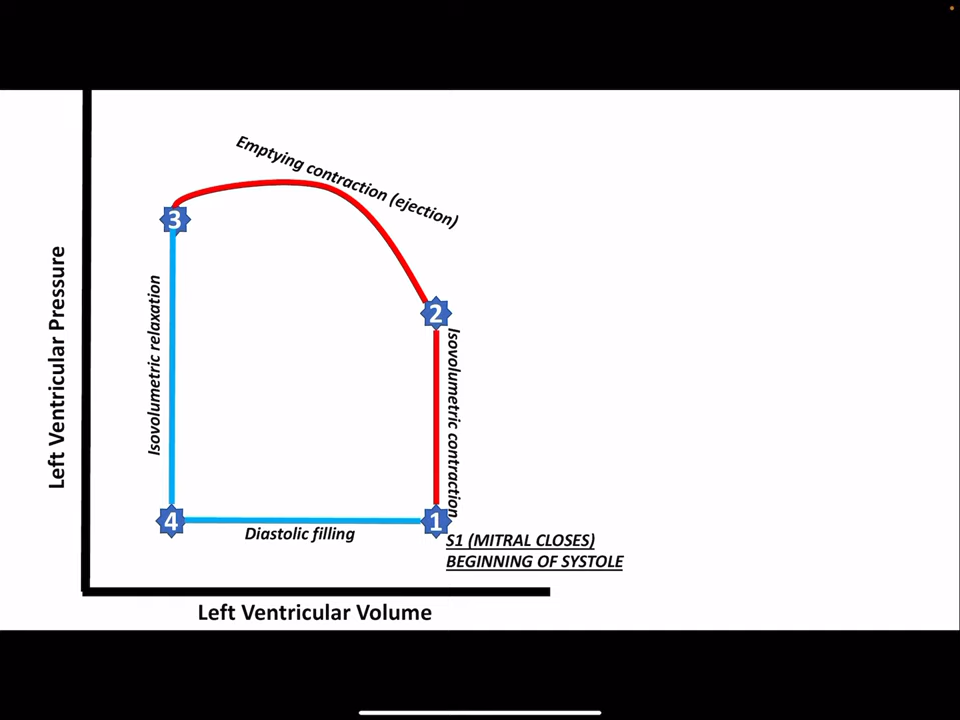 Emptying contraction (ejection)
3
2
Left Ventricular Pressure
Isovolumetric relaxation
Isovolumetric contraction
4
1
Diastolic filling
S1 (MITRAL CLOSES)
BEGINNING OF SYSTOLE
Left Ventricular Volume